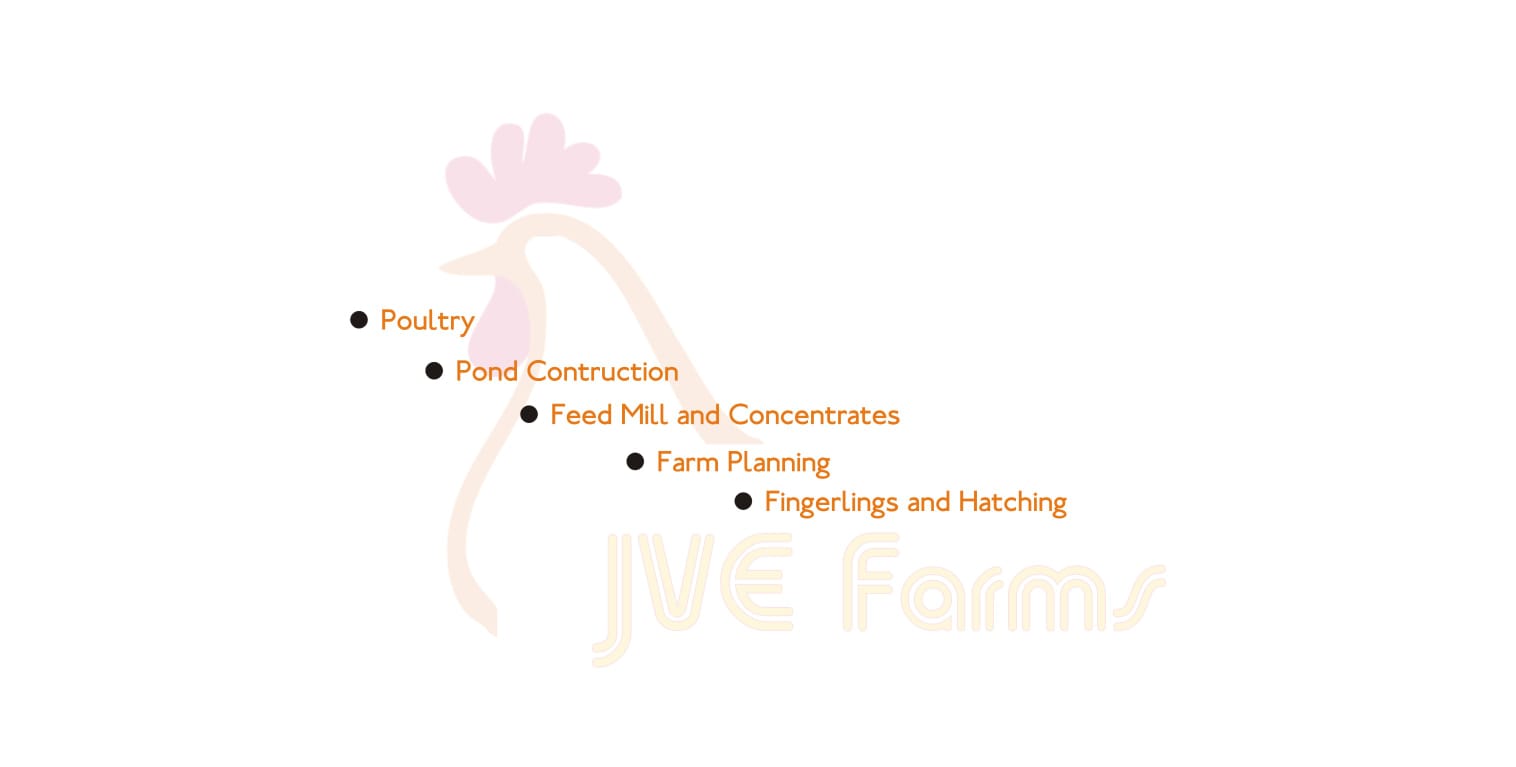 ● Poultry
● Pond Contruction
● Feed Mill and Concentrates
● Farm Planning
● Fingerlings and Hatching
JVE Farms